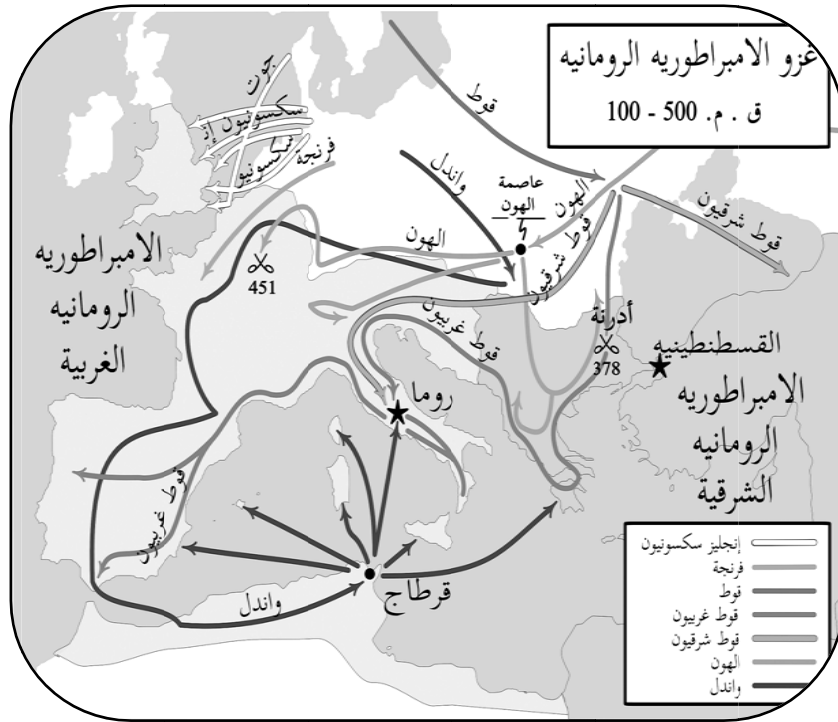 غزو الامبراطوريه الرومانيه
100 - 500 ق . م.
جوت
سكسونيون
فرنجة
قوط
واندل
عاصمة
الهون
الهون
قوط شرقيون
قوط شرقيون
الهون
451
الامبراطوريه
الرومانيه
الغربية
قوط غربيون
أدرنة
378
القسطنطينيه
الامبراطوريه
الرومانيه
الشرقية
روما
قوط غربيون
قرطاج
واندل
إنجليز سكسونيون
فرنجة
قوط
قوط غربيون
قوط شرقيون
الهون
واندل